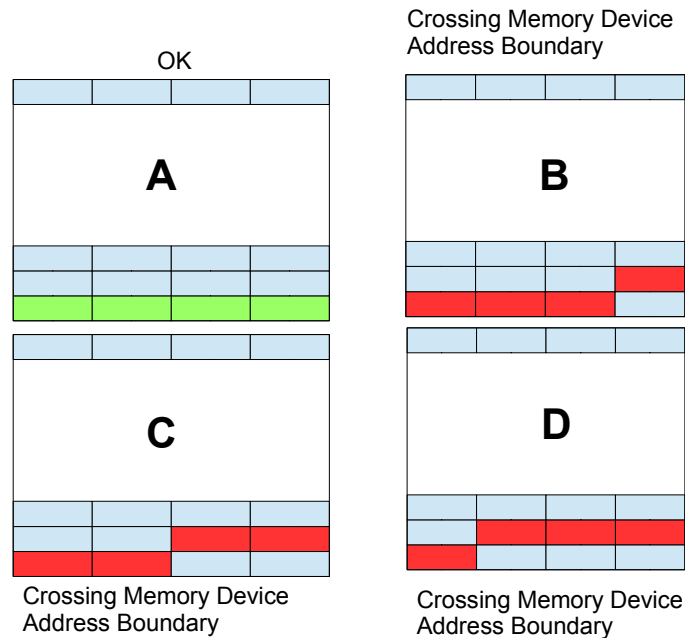 OK
A
Crossing Memory Device
Address Boundary
B
C
Crossing Memory Device
Address Boundary
D
Crossing Memory Device
Address Boundary